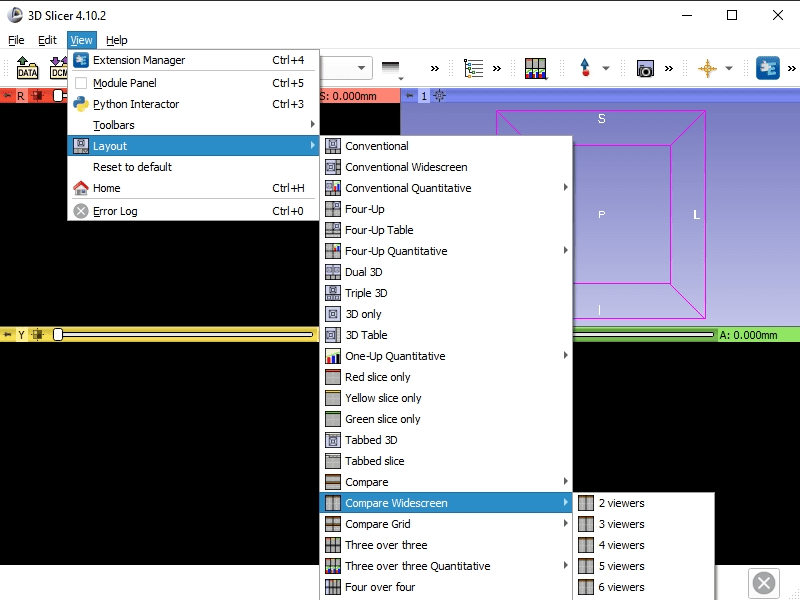 3D Slicer 4.10.2
File Edit View Help
DATA DCM
Extension Manager Ctrl+4
Module Panel Ctrl+5
Python Interactor Ctrl+3
Toolbars
Layout
Reset to default
Home Ctrl+H
Error Log Ctrl+0
R S: 0.000mm 1
S
P L
I
Y A: 0.000mm
Conventional
Conventional Widescreen
Conventional Quantitative
Four-Up
Four-Up Table
Four-Up Quantitative
Dual 3D
Triple 3D
3D only
3D Table
One-Up Quantitative
Red slice only
Yellow slice only
Green slice only
Tabbed 3D
Tabbed slice
Compare
Compare Widescreen
Compare Grid
Three over three
Three over three Quantitative
Four over four
2 viewers
3 viewers
4 viewers
5 viewers
6 viewers